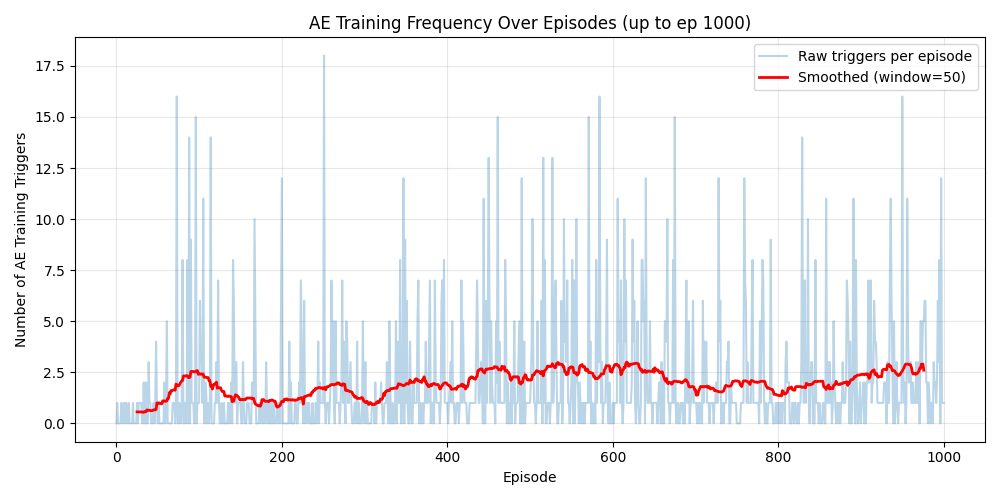 AE Training Frequency Over Episodes (up to ep 1000)
Raw triggers per episode
Smoothed (window=50)
Number of AE Training Triggers
17.5
15.0
12.5
10.0
7.5
5.0
2.5
0.0
0 200 400 600 800 1000
Episode